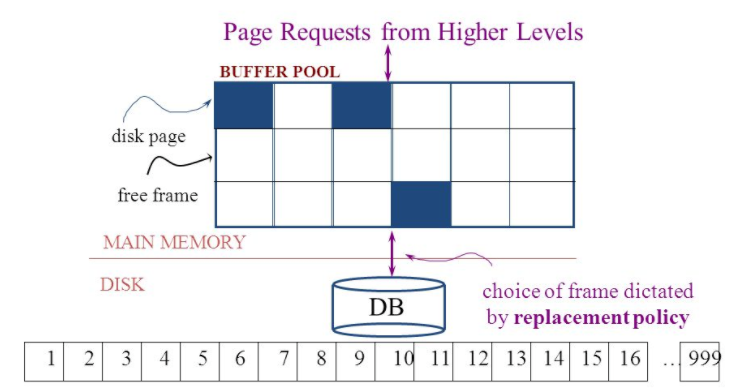 Page Requests from Higher Levels
BUFFER POOL
disk page
free frame
MAIN MEMORY
DISK
DB
choice of frame dictated
by replacement policy
1 2 3 4 5 6 7 8 9 10 11 12 13 14 15 16 ... 999